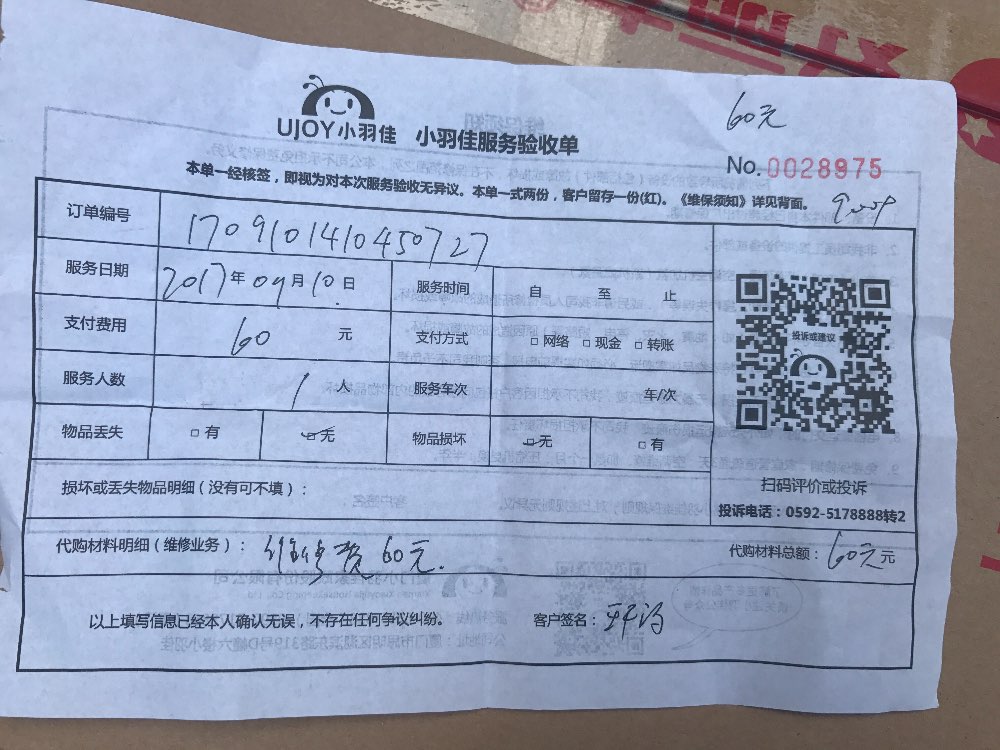 60元
UJOY小羽佳 小羽佳服务验收单
No. 0028975
本单一经核签，即视为对本次服务验收无异议。本单一式两份，客户留存一份(红)。《维保须知》详见背面。
订单编号 1709101410450727
服务日期 2017年09月10日 服务时间 自 至 止
支付费用 60 元 支付方式 □网络 □现金 □转账
服务人数 1 人 服务车次 车/次
物品丢失 □有 ☑无 物品损坏 ☑无 □有
投诉或建议
扫码评价或投诉
投诉电话：0592-5178888转2
损坏或丢失物品明细（没有可不填）：
代购材料明细（维修业务）： 维修费 60元. 代购材料总额： 60元 元
以上填写信息已经本人确认无误，不存在任何争议纠纷。 客户签名：